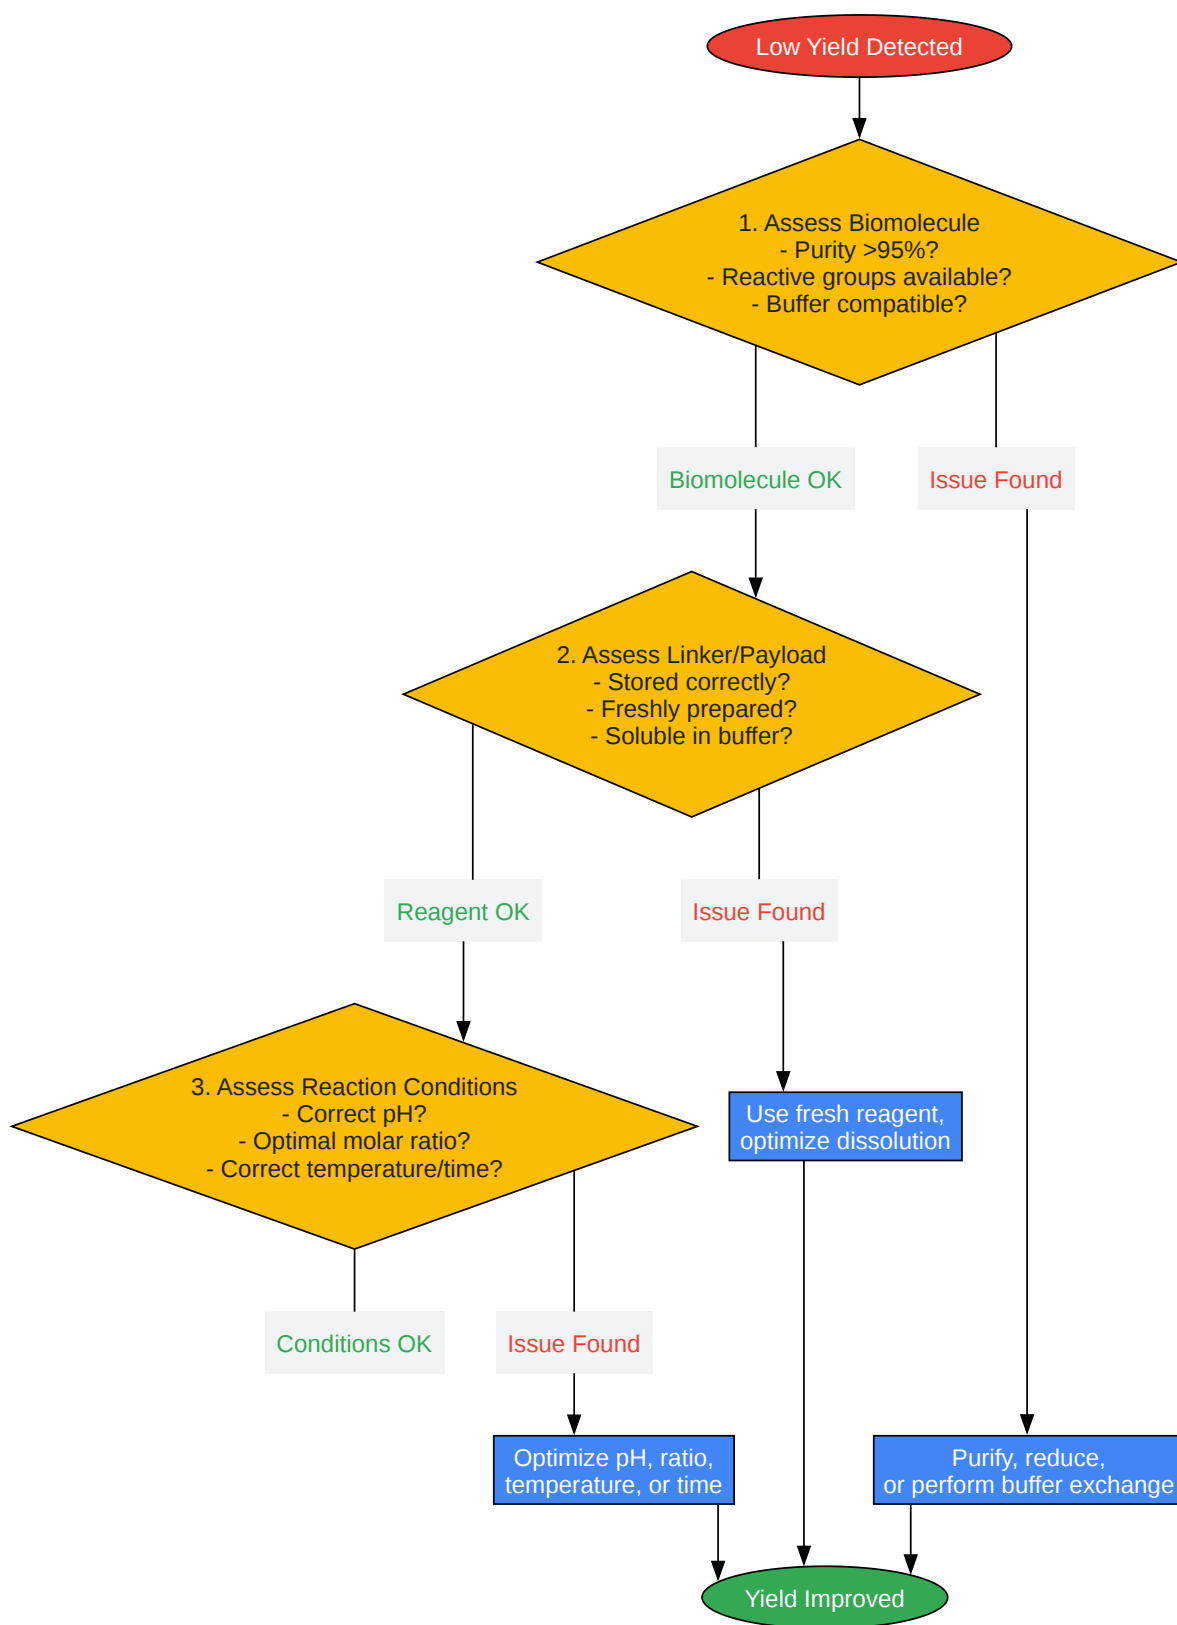 Low Yield Detected
1. Assess Biomolecule
- Purity >95%?
- Reactive groups available?
- Buffer compatible?
Biomolecule OK
Issue Found
2. Assess Linker/Payload
- Stored correctly?
- Freshly prepared?
- Soluble in buffer?
Reagent OK
Issue Found
3. Assess Reaction Conditions
- Correct pH?
- Optimal molar ratio?
- Correct temperature/time?
Use fresh reagent,
optimize dissolution
Conditions OK
Issue Found
Optimize pH, ratio,
temperature, or time
Purify, reduce,
or perform buffer exchange
Yield Improved